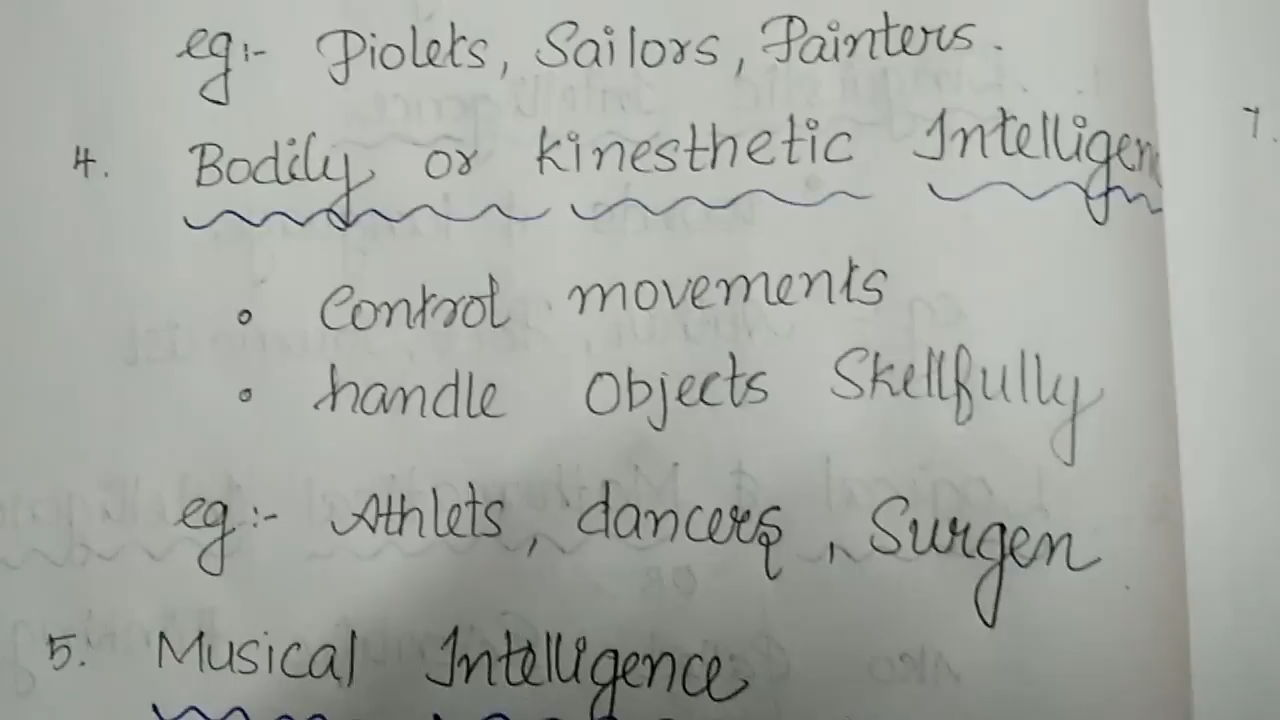 eg:- Piolets, Sailors, Painters.
4. Bodily or kinesthetic Intelligen
7.
• Control movements
• handle Objects Skellfully
eg:- Athlets, dancers, Surgen
5. Musical Intelligence